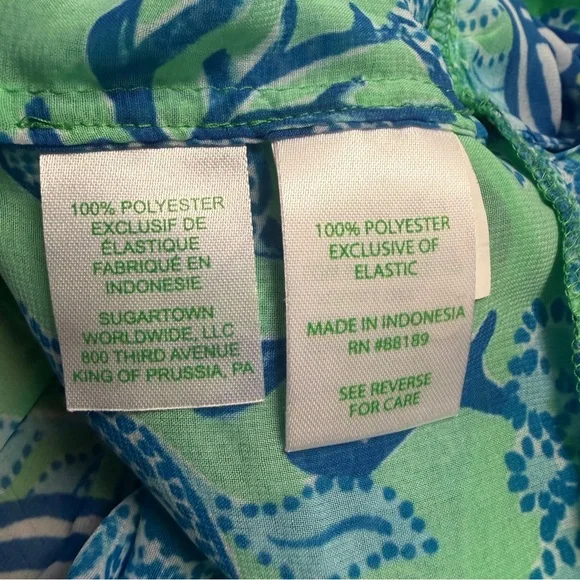 100% POLYESTER
EXCLUSIF DE
ÉLASTIQUE
FABRIQUÉ EN
INDONESIE
SUGARTOWN
WORLDWIDE, LLC
800 THIRD AVENUE
KING OF PRUSSIA, PA
100% POLYESTER
EXCLUSIVE OF
ELASTIC
MADE IN INDONESIA
RN #88189
SEE REVERSE
FOR CARE